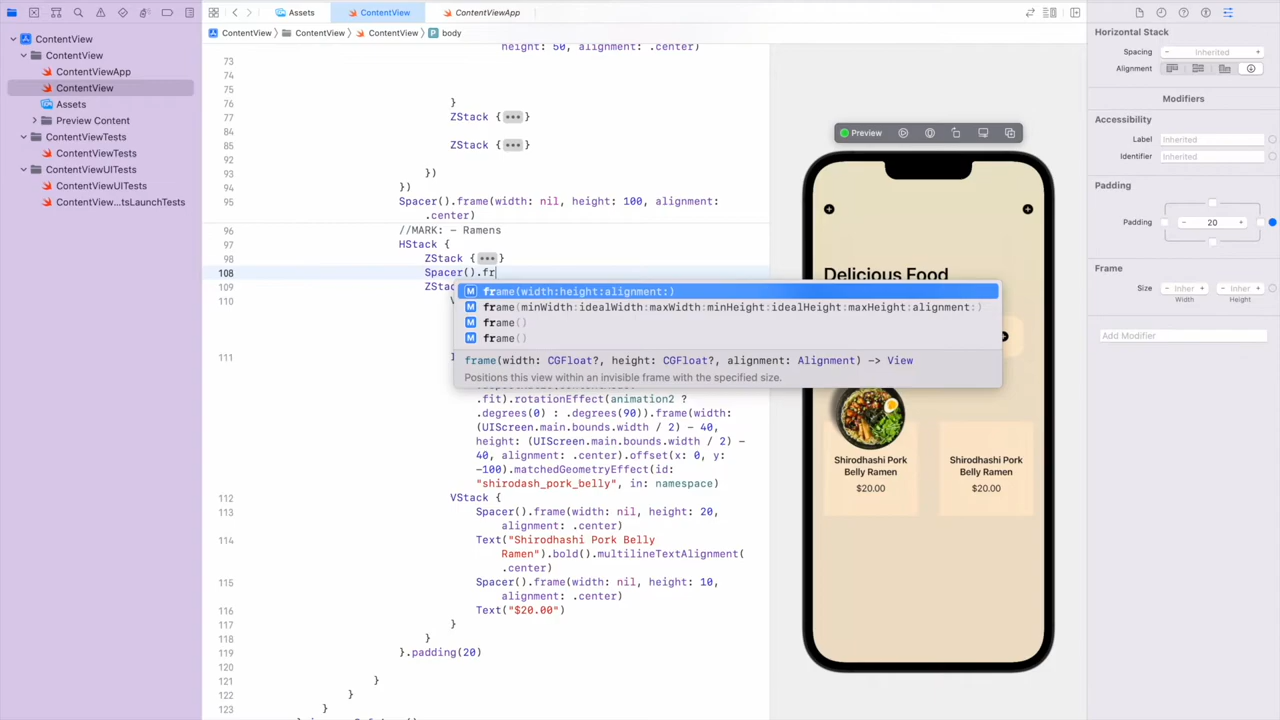 Assets
ContentView
ContentViewApp
ContentView
ContentView
ContentView
body
ContentView
ContentView
ContentViewApp
ContentView
Assets
Preview Content
ContentViewTests
ContentViewTests
ContentViewUITests
ContentViewUITests
ContentView...tsLaunchTests
height: 50, alignment: .center)
73
74
75
76 }
77 ZStack {•••}
84
85 ZStack {•••}
92
93 })
94 })
95 Spacer().frame(width: nil, height: 100, alignment:
.center)
96 //MARK: - Ramens
97 HStack {
98 ZStack {•••}
108 Spacer().fr
109 ZSta
110
frame(width:height:alignment:)
frame(minWidth:idealWidth:maxWidth:minHeight:idealHeight:maxHeight:alignment:)
frame()
frame()
frame(width: CGFloat?, height: CGFloat?, alignment: Alignment) -> View
Positions this view within an invisible frame with the specified size.
111
.fit).rotationEffect(animation2 ?
.degrees(0) : .degrees(90)).frame(width:
(UIScreen.main.bounds.width / 2) - 40,
height: (UIScreen.main.bounds.width / 2) -
40, alignment: .center).offset(x: 0, y:
-100).matchedGeometryEffect(id:
"shirodash_pork_belly", in: namespace)
112 VStack {
113 Spacer().frame(width: nil, height: 20,
alignment: .center)
114 Text("Shirodhashi Pork Belly
Ramen").bold().multilineTextAlignment(
.center)
115 Spacer().frame(width: nil, height: 10,
alignment: .center)
116 Text("$20.00")
117 }
118 }
119 }.padding(20)
120
121 }
122 }
123 }
Preview
Delicious Food
Shirodhashi Pork
Belly Ramen
$20.00
Shirodhashi Pork
Belly Ramen
$20.00
Horizontal Stack
Spacing - Inherited +
Alignment
Modifiers
Accessibility
Label Inherited
Identifier Inherited
Padding
Padding - 20 +
Frame
Size - Inher + - Inher +
Width Height
Add Modifier